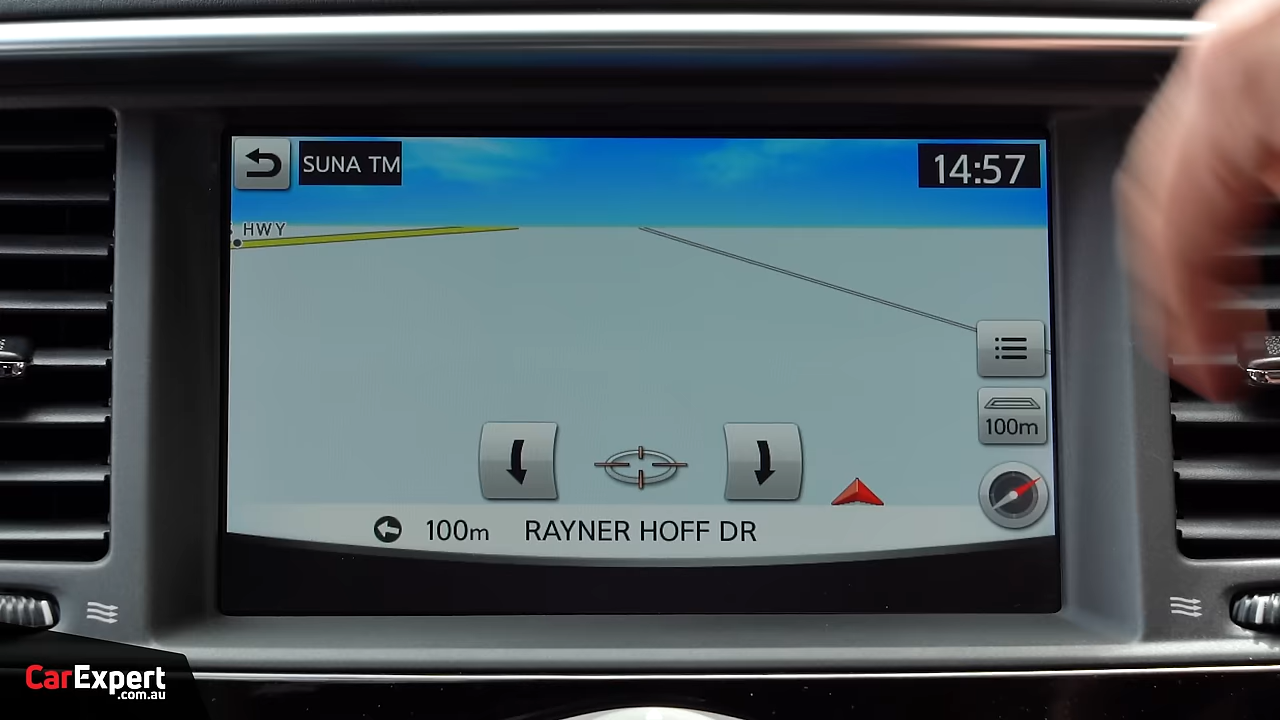 SUNA TM
14:57
HWY
100m
100m RAYNER HOFF DR
CarExpert
.com.au